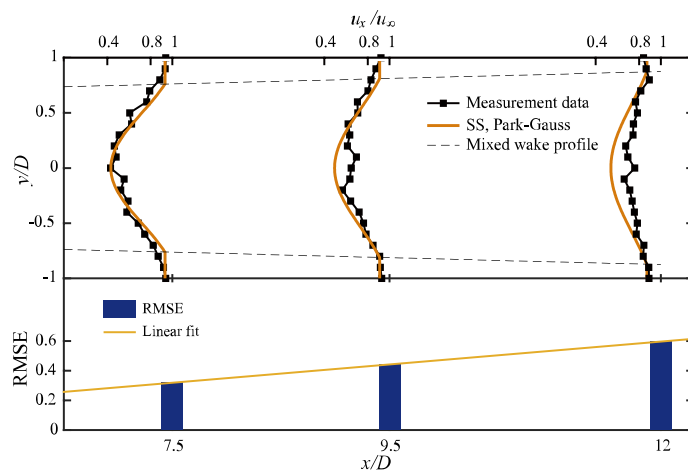 u_x/u_∞
0.4 0.8 1 0.4 0.8 1 0.4 0.8 1
1
0.5
0
-0.5
-1
y/D
Measurement data
SS, Park-Gauss
Mixed wake profile
RMSE
Linear fit
0.6
0.4
0.2
0
RMSE
7.5 9.5 12
x/D